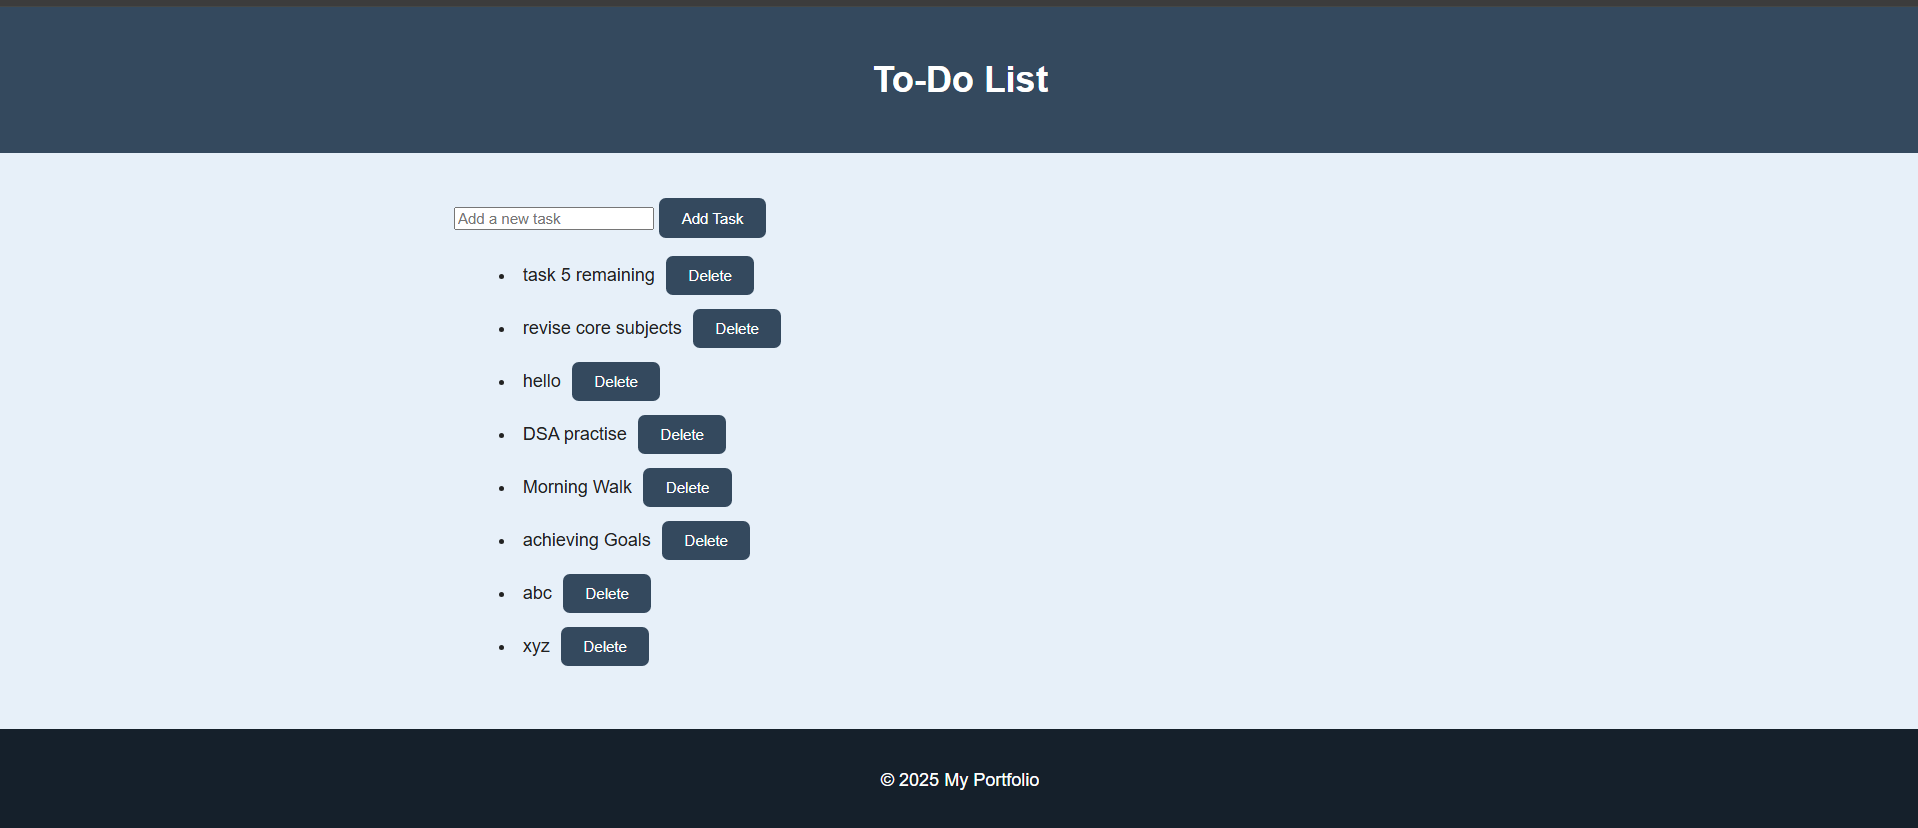 To-Do List
Add a new task Add Task
task 5 remaining Delete
revise core subjects Delete
hello Delete
DSA practise Delete
Morning Walk Delete
achieving Goals Delete
abc Delete
xyz Delete
© 2025 My Portfolio